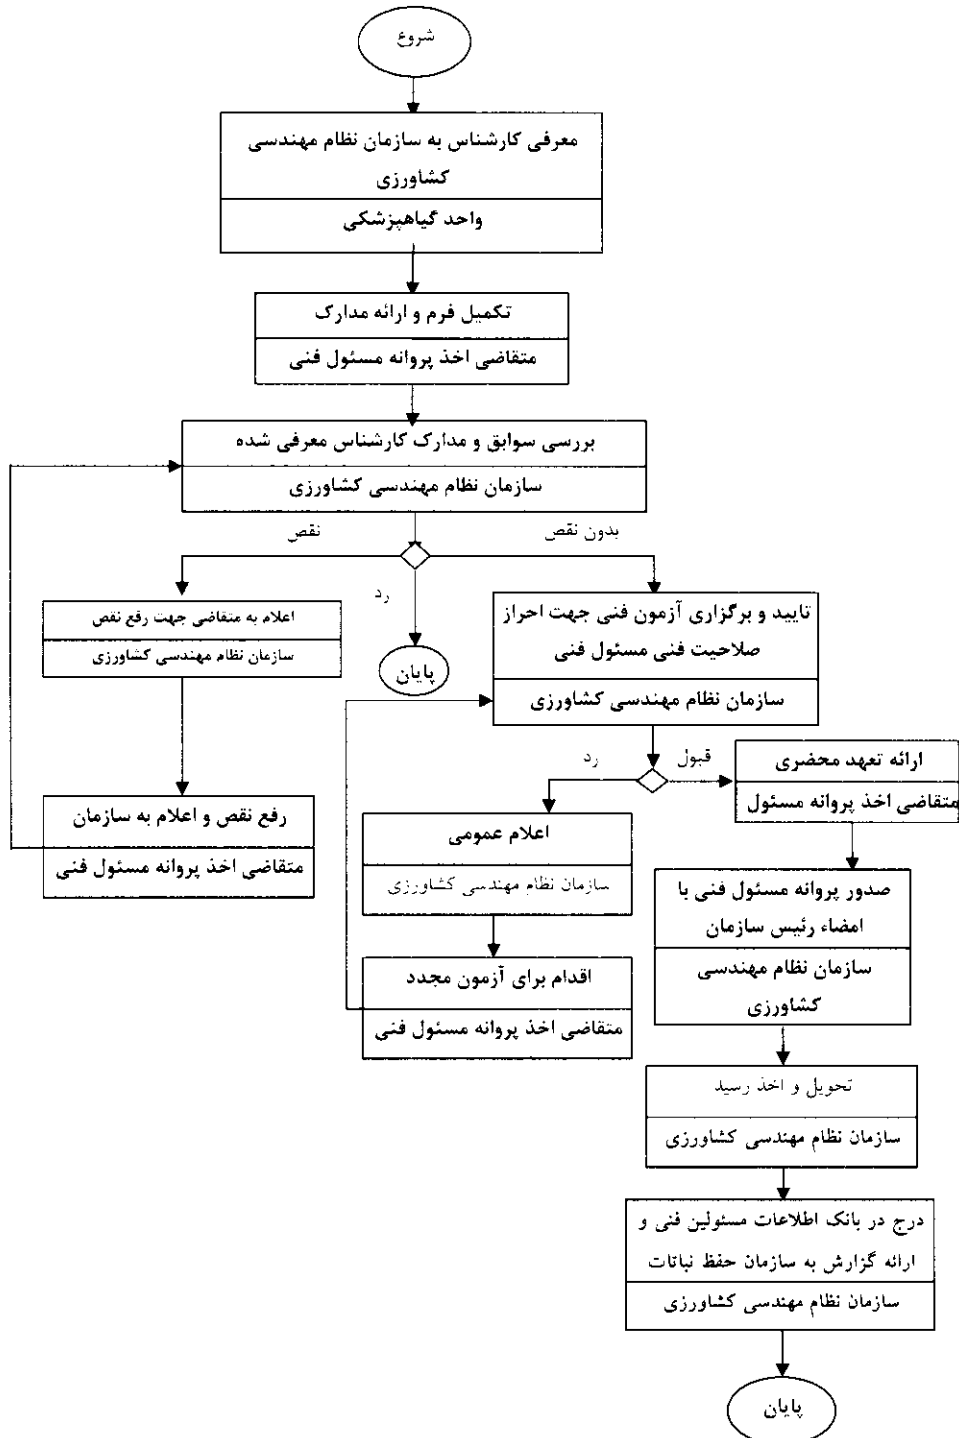 شروع
معرفی کارشناس به سازمان نظام مهندسی
کشاورزی
واحد گیاهپزشکی
تکمیل فرم و ارائه مدارک
متقاضی اخذ پروانه مسئول فنی
بررسی سوابق و مدارک کارشناس معرفی شده
سازمان نظام مهندسی کشاورزی
بدون نقص
نقص
رد
تایید و برگزاری آزمون فنی جهت احراز
صلاحیت فنی مسئول فنی
سازمان نظام مهندسی کشاورزی
پایان
اعلام به متقاضی جهت رفع نقص
سازمان نظام مهندسی کشاورزی
رفع نقص و اعلام به سازمان
متقاضی اخذ پروانه مسئول فنی
قبول
رد
ارائه تعهد محضری
متقاضی اخذ پروانه مسئول
اعلام عمومی
سازمان نظام مهندسی کشاورزی
اقدام برای آزمون مجدد
متقاضی اخذ پروانه مسئول فنی
صدور پروانه مسئول فنی با
امضاء رئیس سازمان
سازمان نظام مهندسی
کشاورزی
تحویل و اخذ رسید
سازمان نظام مهندسی کشاورزی
درج در بانک اطلاعات مسئولین فنی و
ارائه گزارش به سازمان حفظ نباتات
سازمان نظام مهندسی کشاورزی
پایان